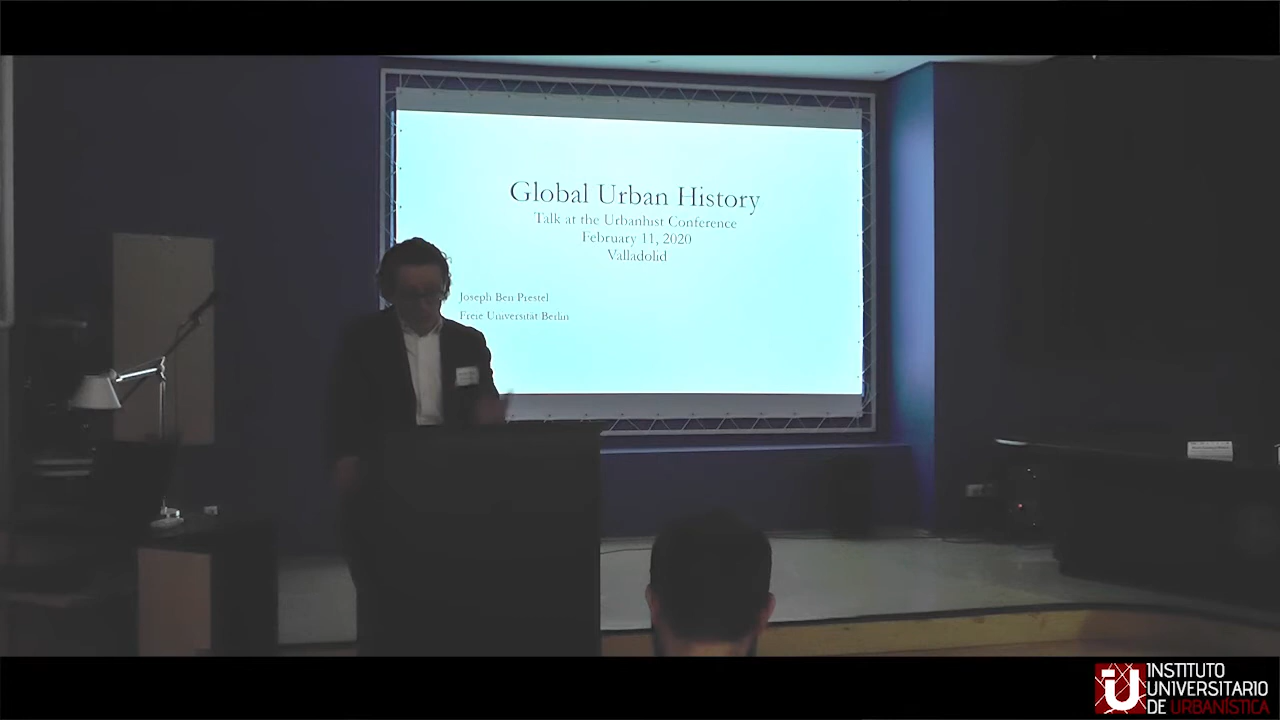 Global Urban History
Talk at the Urbanhist Conference
February 11, 2020
Valladolid
Joseph Ben Prestel
Freie Universität Berlin
INSTITUTO
UNIVERSITARIO
DE URBANÍSTICA